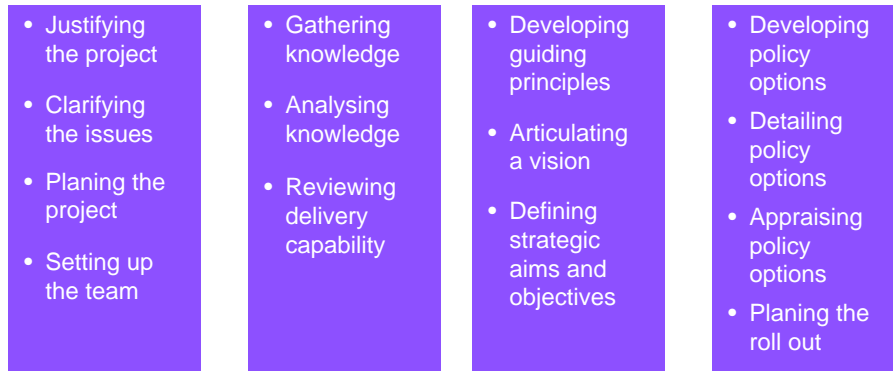 • Justifying
the project
• Clarifying
the issues
• Planing the
project
• Setting up
the team
• Gathering
knowledge
• Analysing
knowledge
• Reviewing
delivery
capability
• Developing
guiding
principles
• Articulating
a vision
• Defining
strategic
aims and
objectives
• Developing
policy
options
• Detailing
policy
options
• Appraising
policy
options
• Planing the
roll out